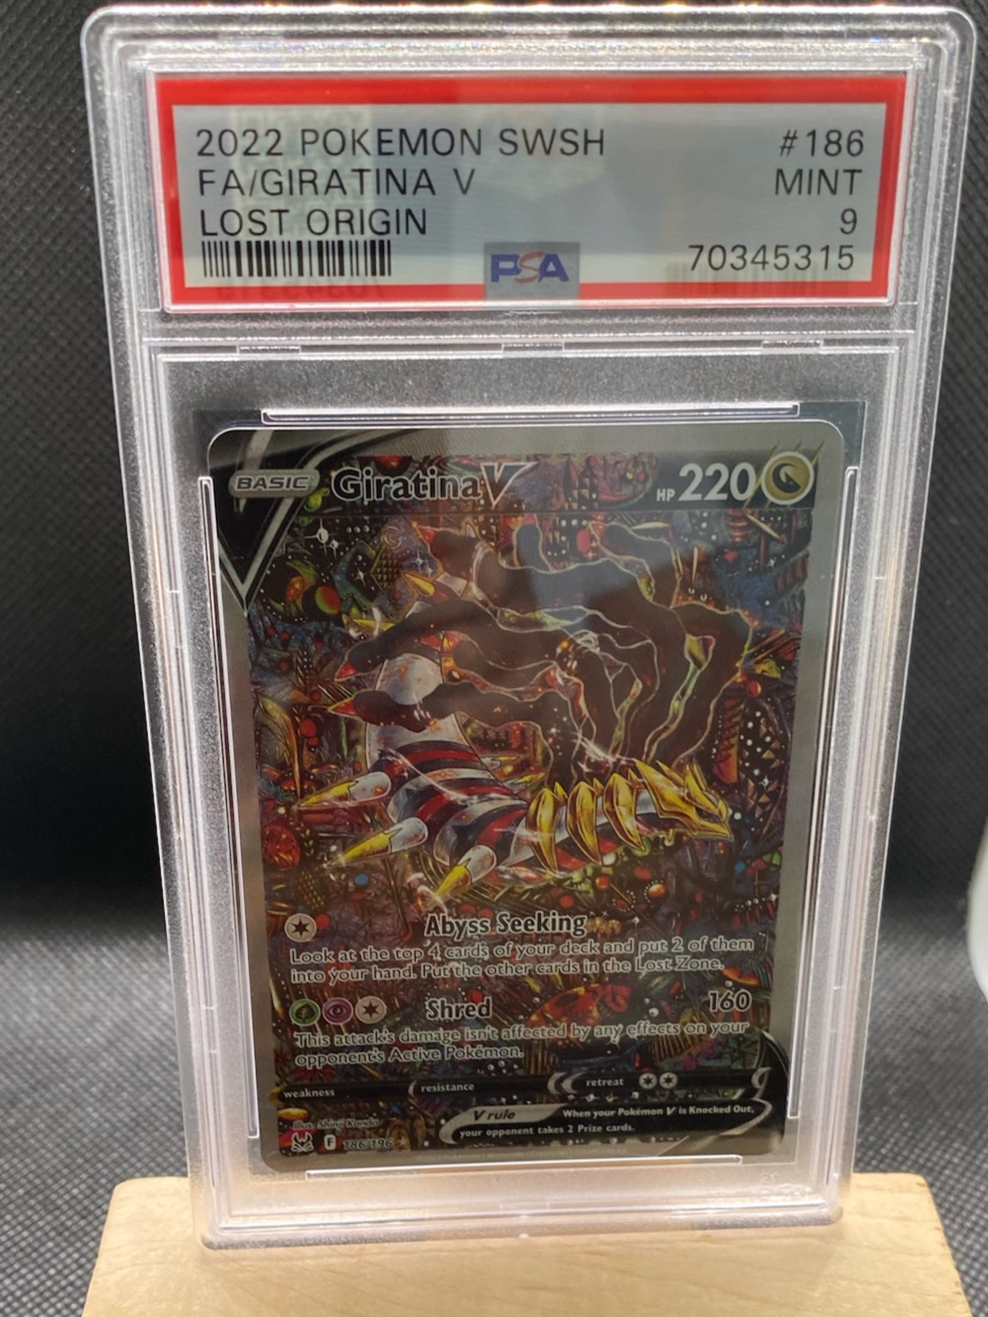 2022 POKEMON SWSH #186
FA/GIRATINA V MINT
LOST ORIGIN 9
PSA 70345315
BASIC Giratina V HP 220
Abyss Seeking
Look at the top 4 cards of your deck and put 2 of them
into your hand. Put the other cards in the Lost Zone.
Shred 160
This attack's damage isn't affected by any effects on your
opponent's Active Pokémon.
weakness resistance retreat
V rule When your Pokémon V is Knocked Out,
your opponent takes 2 Prize cards.
Illus. Shinji Kanda
F 186/196